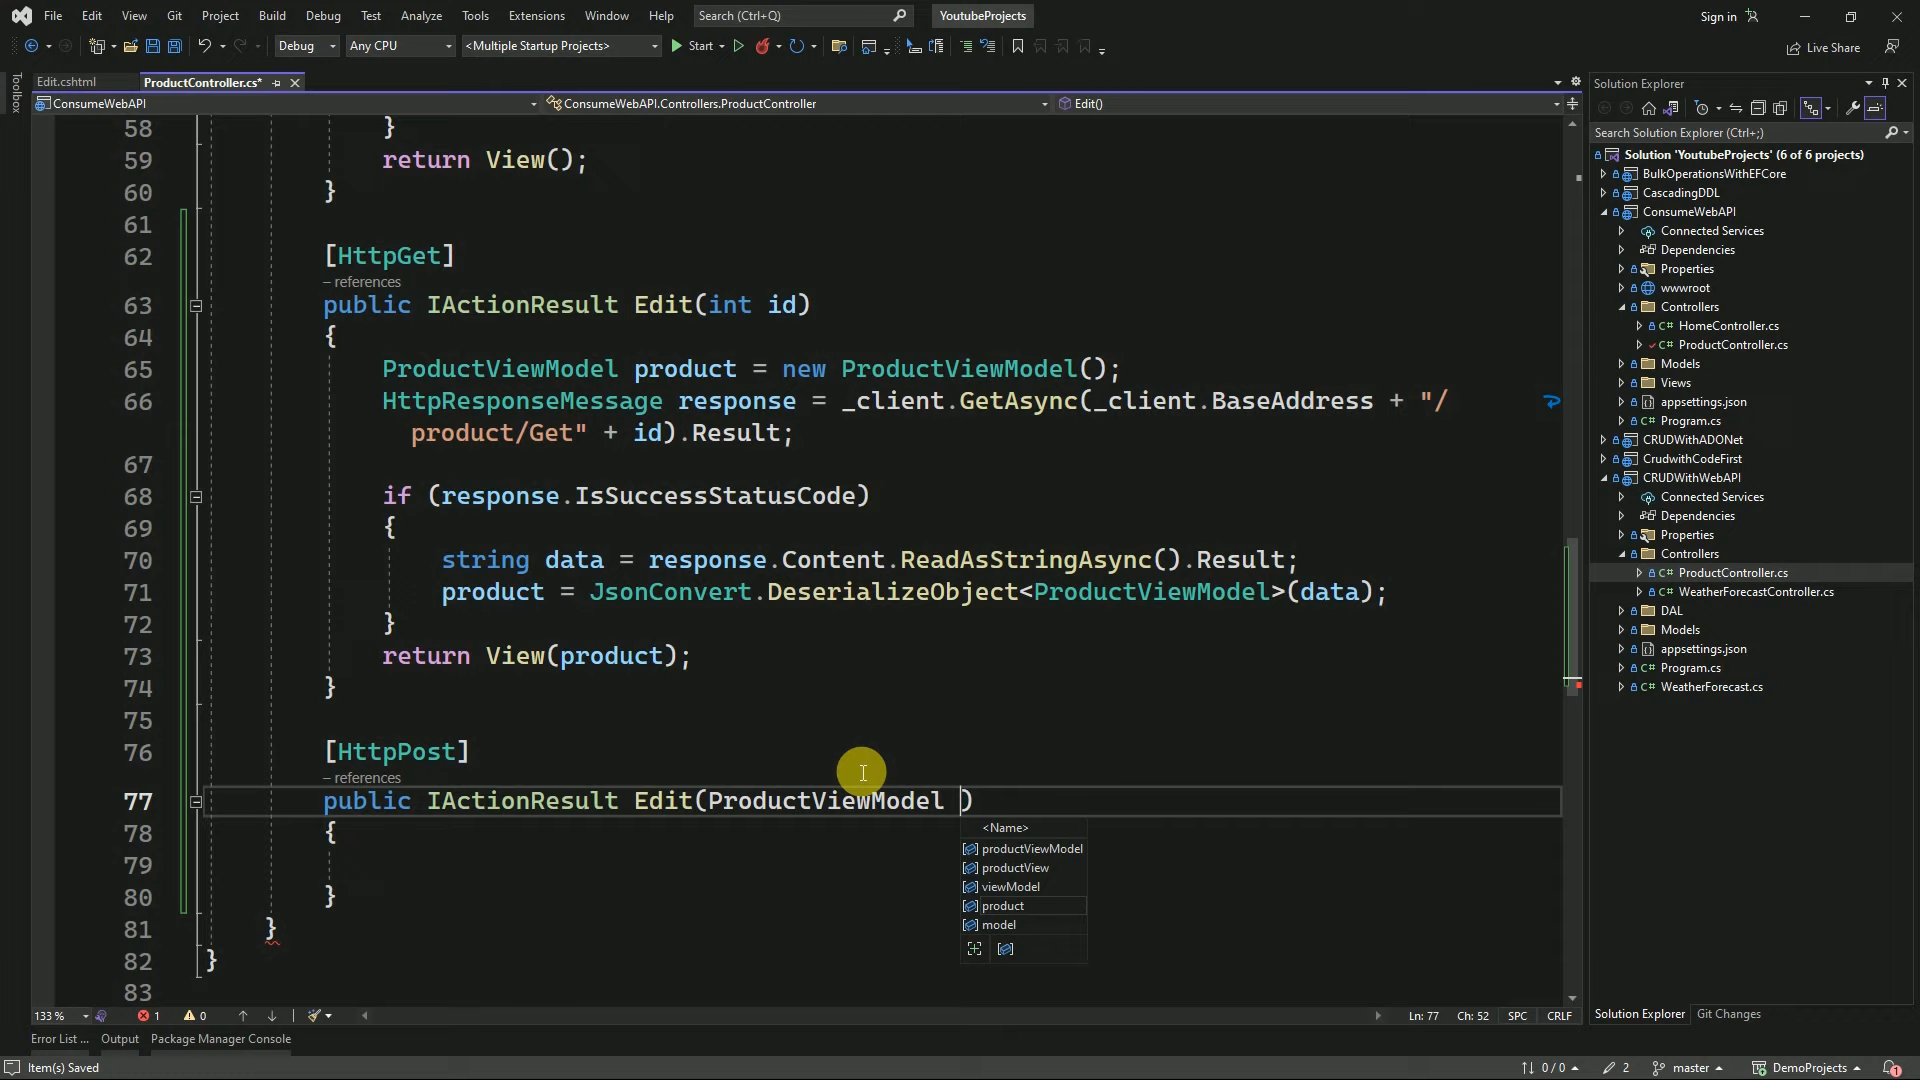 File Edit View Git Project Build Debug Test Analyze Tools Extensions Window Help Search (Ctrl+Q) YoutubeProjects Sign in
Debug Any CPU <Multiple Startup Projects> Start Live Share
Toolbox
Edit.cshtml ProductController.cs*
ConsumeWebAPI ConsumeWebAPI.Controllers.ProductController Edit()
58 }
59 return View();
60 }
61
62 [HttpGet]
– references
63 public IActionResult Edit(int id)
64 {
65 ProductViewModel product = new ProductViewModel();
66 HttpResponseMessage response = _client.GetAsync(_client.BaseAddress + "/
product/Get" + id).Result;
67
68 if (response.IsSuccessStatusCode)
69 {
70 string data = response.Content.ReadAsStringAsync().Result;
71 product = JsonConvert.DeserializeObject<ProductViewModel>(data);
72 }
73 return View(product);
74 }
75
76 [HttpPost]
– references
77 public IActionResult Edit(ProductViewModel )
78 {
79
80 }
81 }
82 }
83
<Name>
productViewModel
productView
viewModel
product
model
133 % 1 0 Ln: 77 Ch: 52 SPC CRLF
Error List ... Output Package Manager Console
Solution Explorer
Search Solution Explorer (Ctrl+;)
Solution 'YoutubeProjects' (6 of 6 projects)
BulkOperationsWithEFCore
CascadingDDL
ConsumeWebAPI
Connected Services
Dependencies
Properties
wwwroot
Controllers
C# HomeController.cs
C# ProductController.cs
Models
Views
appsettings.json
C# Program.cs
CRUDWithADONet
CrudwithCodeFirst
CRUDWithWebAPI
Connected Services
Dependencies
Properties
Controllers
C# ProductController.cs
C# WeatherForecastController.cs
DAL
Models
appsettings.json
C# Program.cs
C# WeatherForecast.cs
Solution Explorer Git Changes
Item(s) Saved 0 / 0 2 master DemoProjects 1